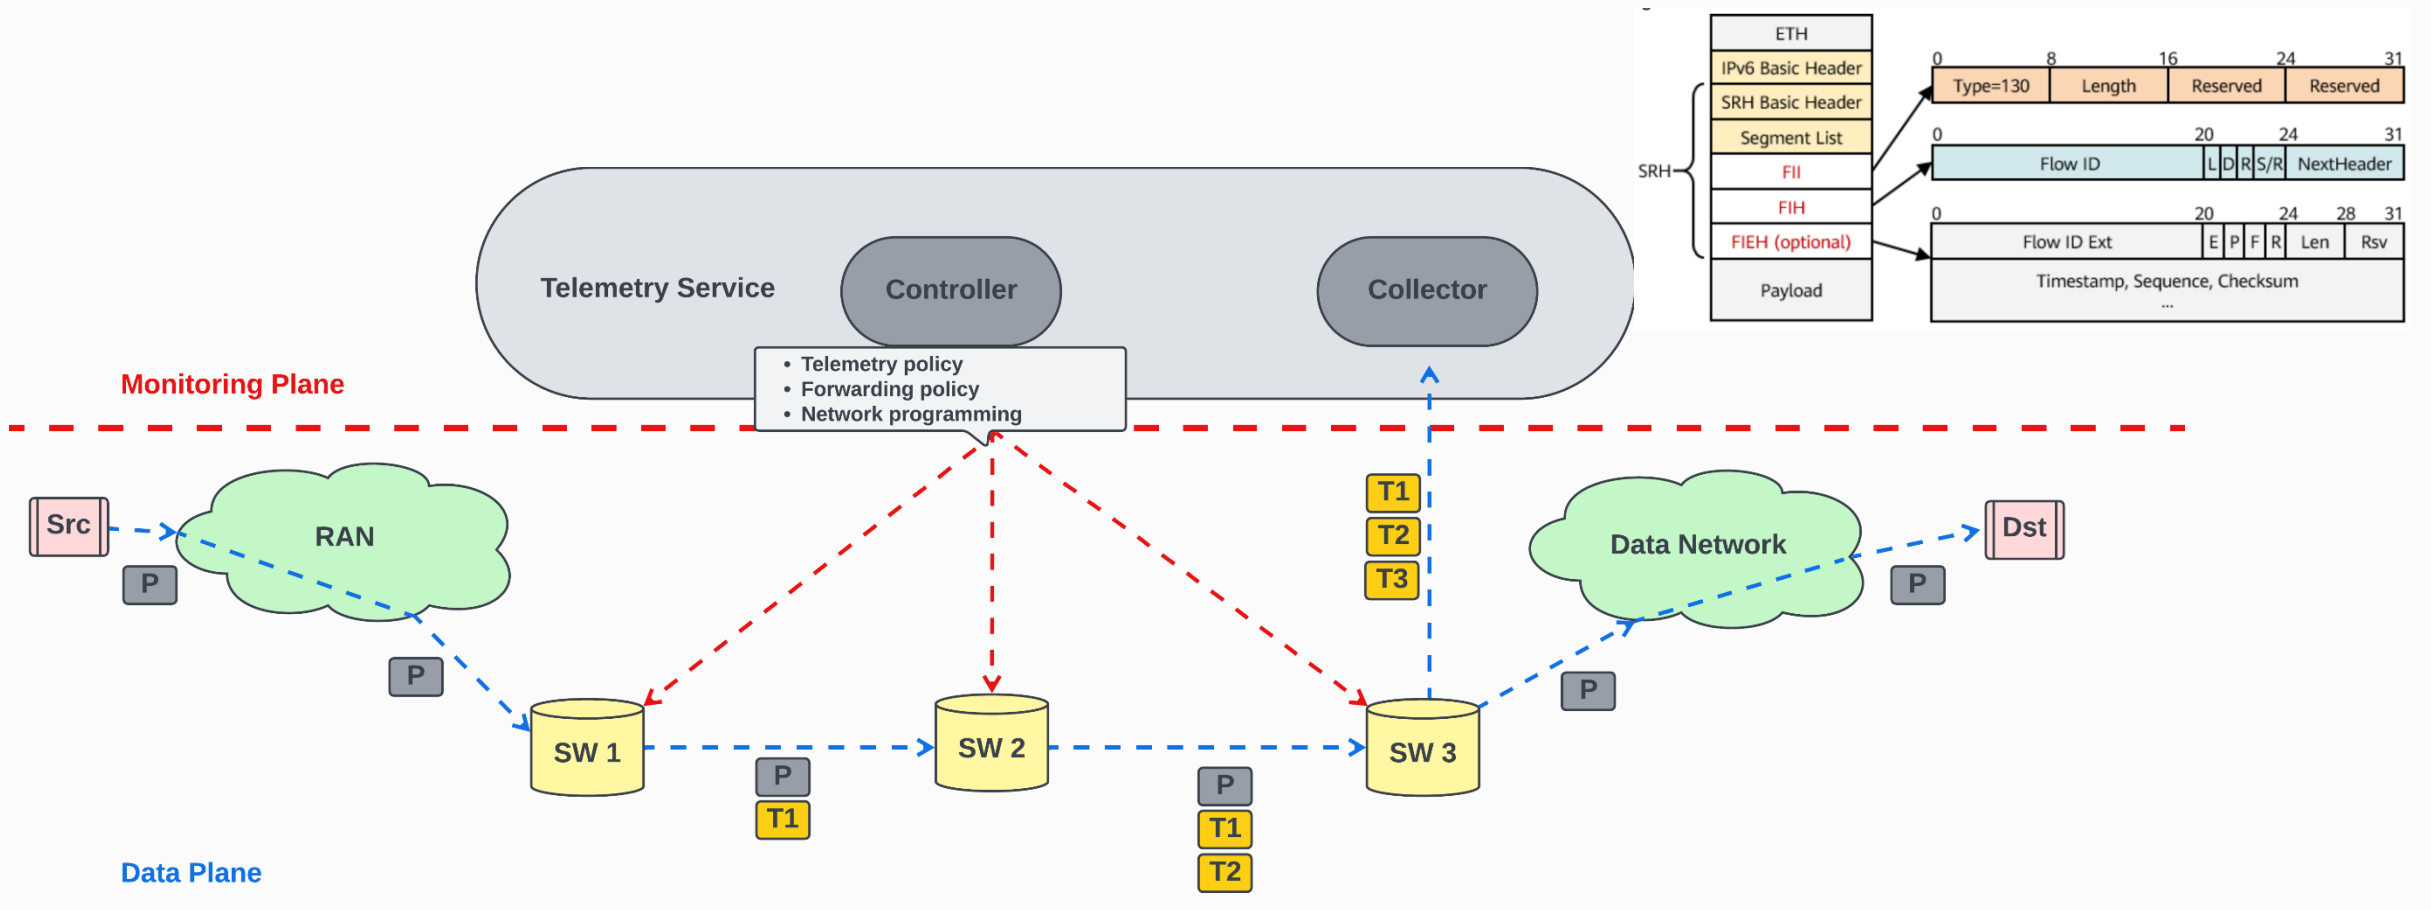 ETH
IPv6 Basic Header
SRH Basic Header
Segment List
FII
FIH
FIEH (optional)
Payload
SRH
0 8 16 24 31
Type=130 Length Reserved Reserved
0 20 24 31
Flow ID L D R S/R NextHeader
0 20 24 28 31
Flow ID Ext E P F R Len Rsv
Timestamp, Sequence, Checksum
...
Telemetry Service
Controller
Collector
• Telemetry policy
• Forwarding policy
• Network programming
Monitoring Plane
Src
RAN
P
P
T1
T2
T3
Data Network
Dst
P
P
SW 1
SW 2
SW 3
P
T1
P
T1
T2
Data Plane